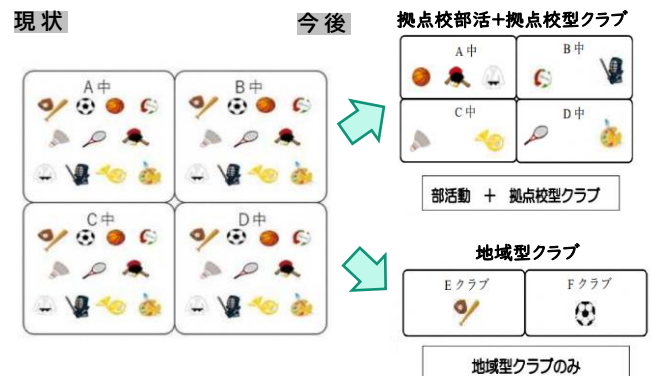 現状
今後
拠点校部活+拠点校型クラブ
A中
B中
C中
D中
A中
B中
C中
D中
部活動 + 拠点校型クラブ
地域型クラブ
Eクラブ
Fクラブ
地域型クラブのみ